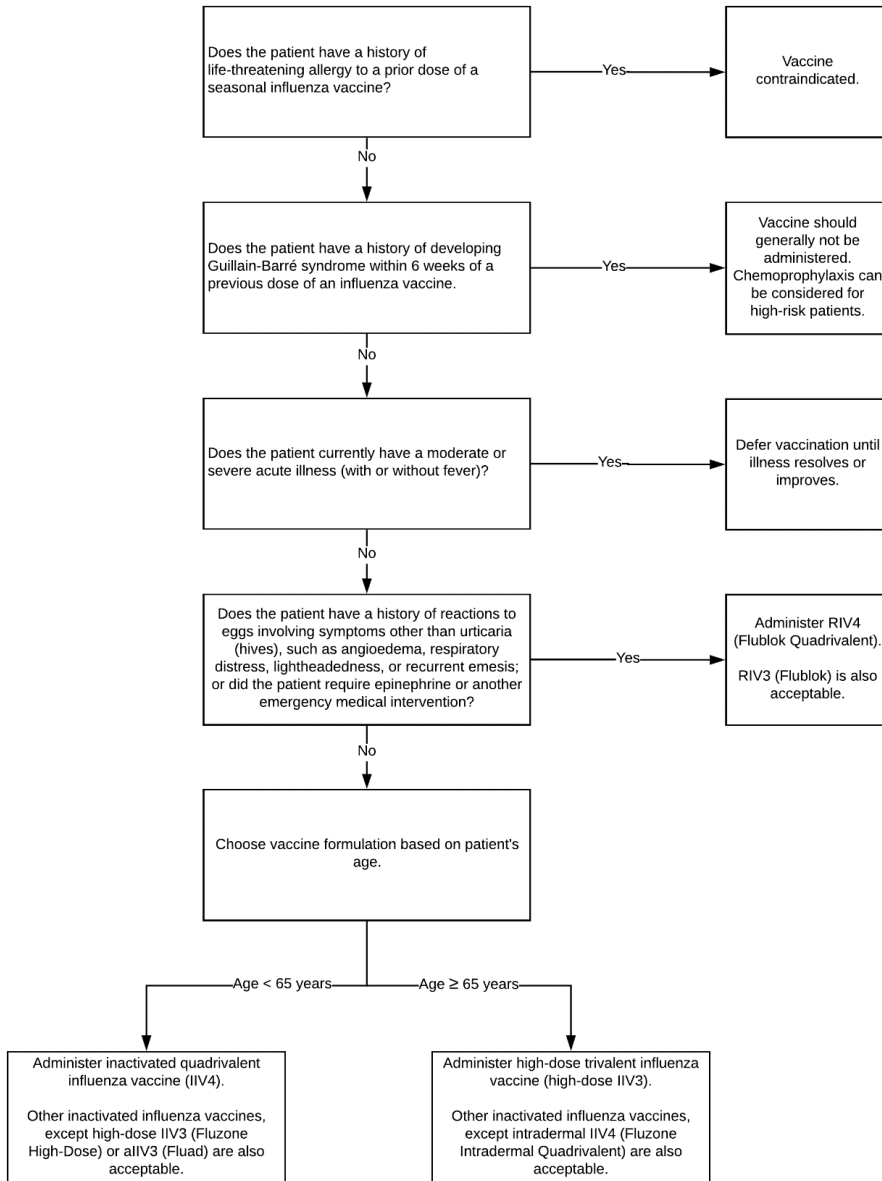 Does the patient have a history of
life-threatening allergy to a prior dose of a
seasonal influenza vaccine?
Yes
Vaccine
contraindicated.
No
Does the patient have a history of developing
Guillain-Barré syndrome within 6 weeks of a
previous dose of an influenza vaccine.
Yes
Vaccine should
generally not be
administered.
Chemoprophylaxis can
be considered for
high-risk patients.
No
Does the patient currently have a moderate or
severe acute illness (with or without fever)?
Yes
Defer vaccination until
illness resolves or
improves.
No
Does the patient have a history of reactions to
eggs involving symptoms other than urticaria
(hives), such as angioedema, respiratory
distress, lightheadedness, or recurrent emesis;
or did the patient require epinephrine or another
emergency medical intervention?
Yes
Administer RIV4
(Flublok Quadrivalent).
RIV3 (Flublok) is also
acceptable.
No
Choose vaccine formulation based on patient's
age.
Age < 65 years
Age ≥ 65 years
Administer inactivated quadrivalent
influenza vaccine (IIV4).
Other inactivated influenza vaccines,
except high-dose IIV3 (Fluzone
High-Dose) or aIIV3 (Fluad) are also
acceptable.
Administer high-dose trivalent influenza
vaccine (high-dose IIV3).
Other inactivated influenza vaccines,
except intradermal IIV4 (Fluzone
Intradermal Quadrivalent) are also
acceptable.